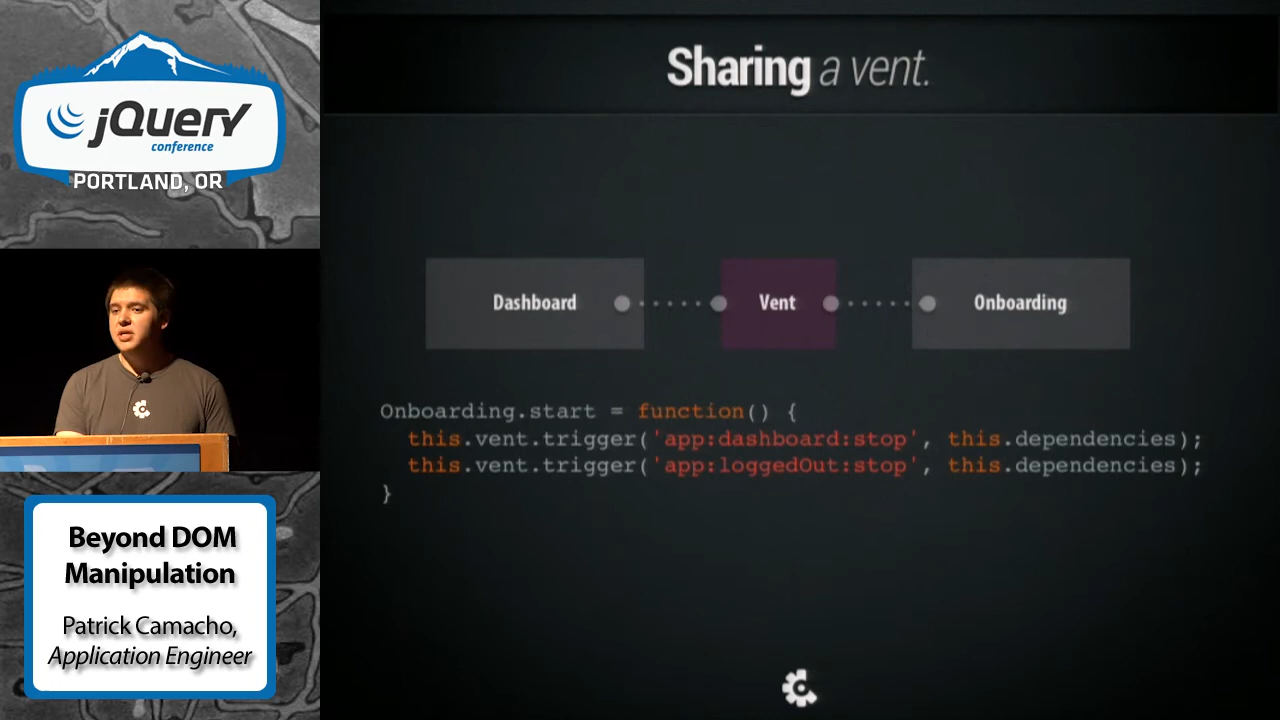 jQuery
conference
PORTLAND, OR
Beyond DOM
Manipulation
Patrick Camacho,
Application Engineer
Sharing a vent.
Dashboard
Vent
Onboarding
Onboarding.start = function() {
this.vent.trigger('app:dashboard:stop', this.dependencies);
this.vent.trigger('app:loggedOut:stop', this.dependencies);
}